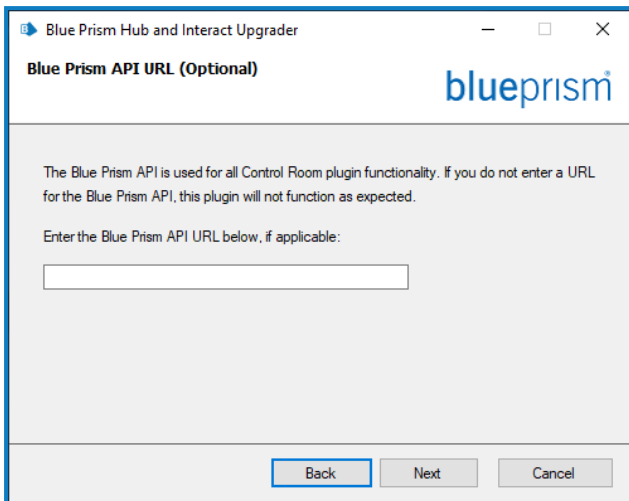 Blue Prism Hub and Interact Upgrader
Blue Prism API URL (Optional)
blueprism®
The Blue Prism API is used for all Control Room plugin functionality. If you do not enter a URL
for the Blue Prism API, this plugin will not function as expected.
Enter the Blue Prism API URL below, if applicable:
Back Next Cancel